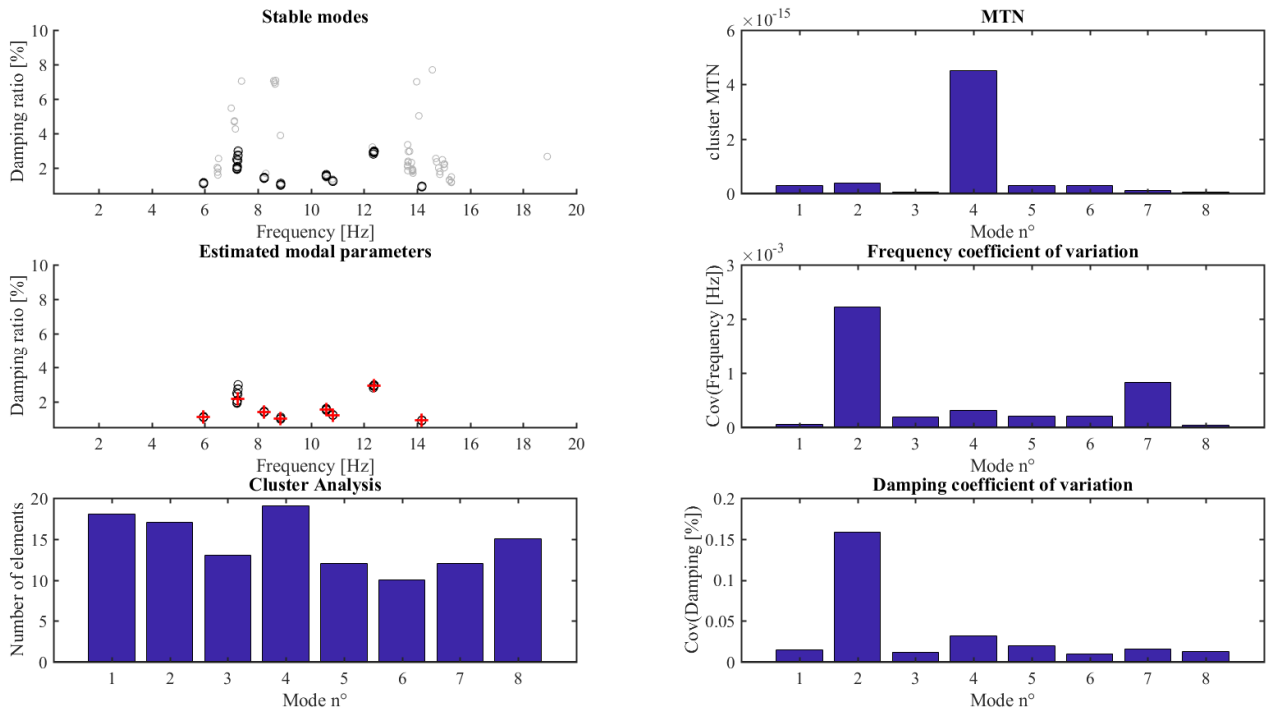 Stable modes
Damping ratio [%]
10
8
6
4
2
2 4 6 8 10 12 14 16 18 20
Frequency [Hz]
MTN
×10-15
cluster MTN
6
4
2
0
1 2 3 4 5 6 7 8
Mode n°
Estimated modal parameters
Damping ratio [%]
10
8
6
4
2
2 4 6 8 10 12 14 16 18 20
Frequency [Hz]
Frequency coefficient of variation
×10-3
Cov(Frequency [Hz])
3
2
1
0
1 2 3 4 5 6 7 8
Mode n°
Cluster Analysis
Number of elements
20
15
10
5
0
1 2 3 4 5 6 7 8
Mode n°
Damping coefficient of variation
Cov(Damping [%])
0.2
0.15
0.1
0.05
0
1 2 3 4 5 6 7 8
Mode n°